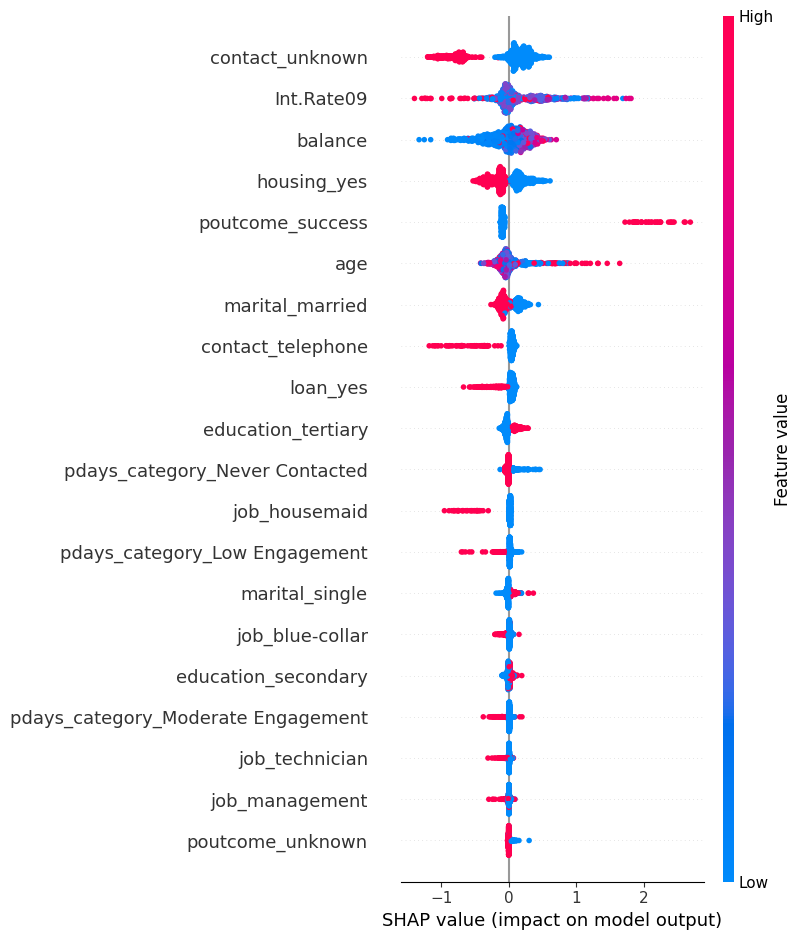 High
contact_unknown
Int.Rate09
balance
housing_yes
poutcome_success
age
marital_married
contact_telephone
loan_yes
education_tertiary
pdays_category_Never Contacted
job_housemaid
pdays_category_Low Engagement
marital_single
job_blue-collar
education_secondary
pdays_category_Moderate Engagement
job_technician
job_management
poutcome_unknown
Feature value
Low
−1 0 1 2
SHAP value (impact on model output)